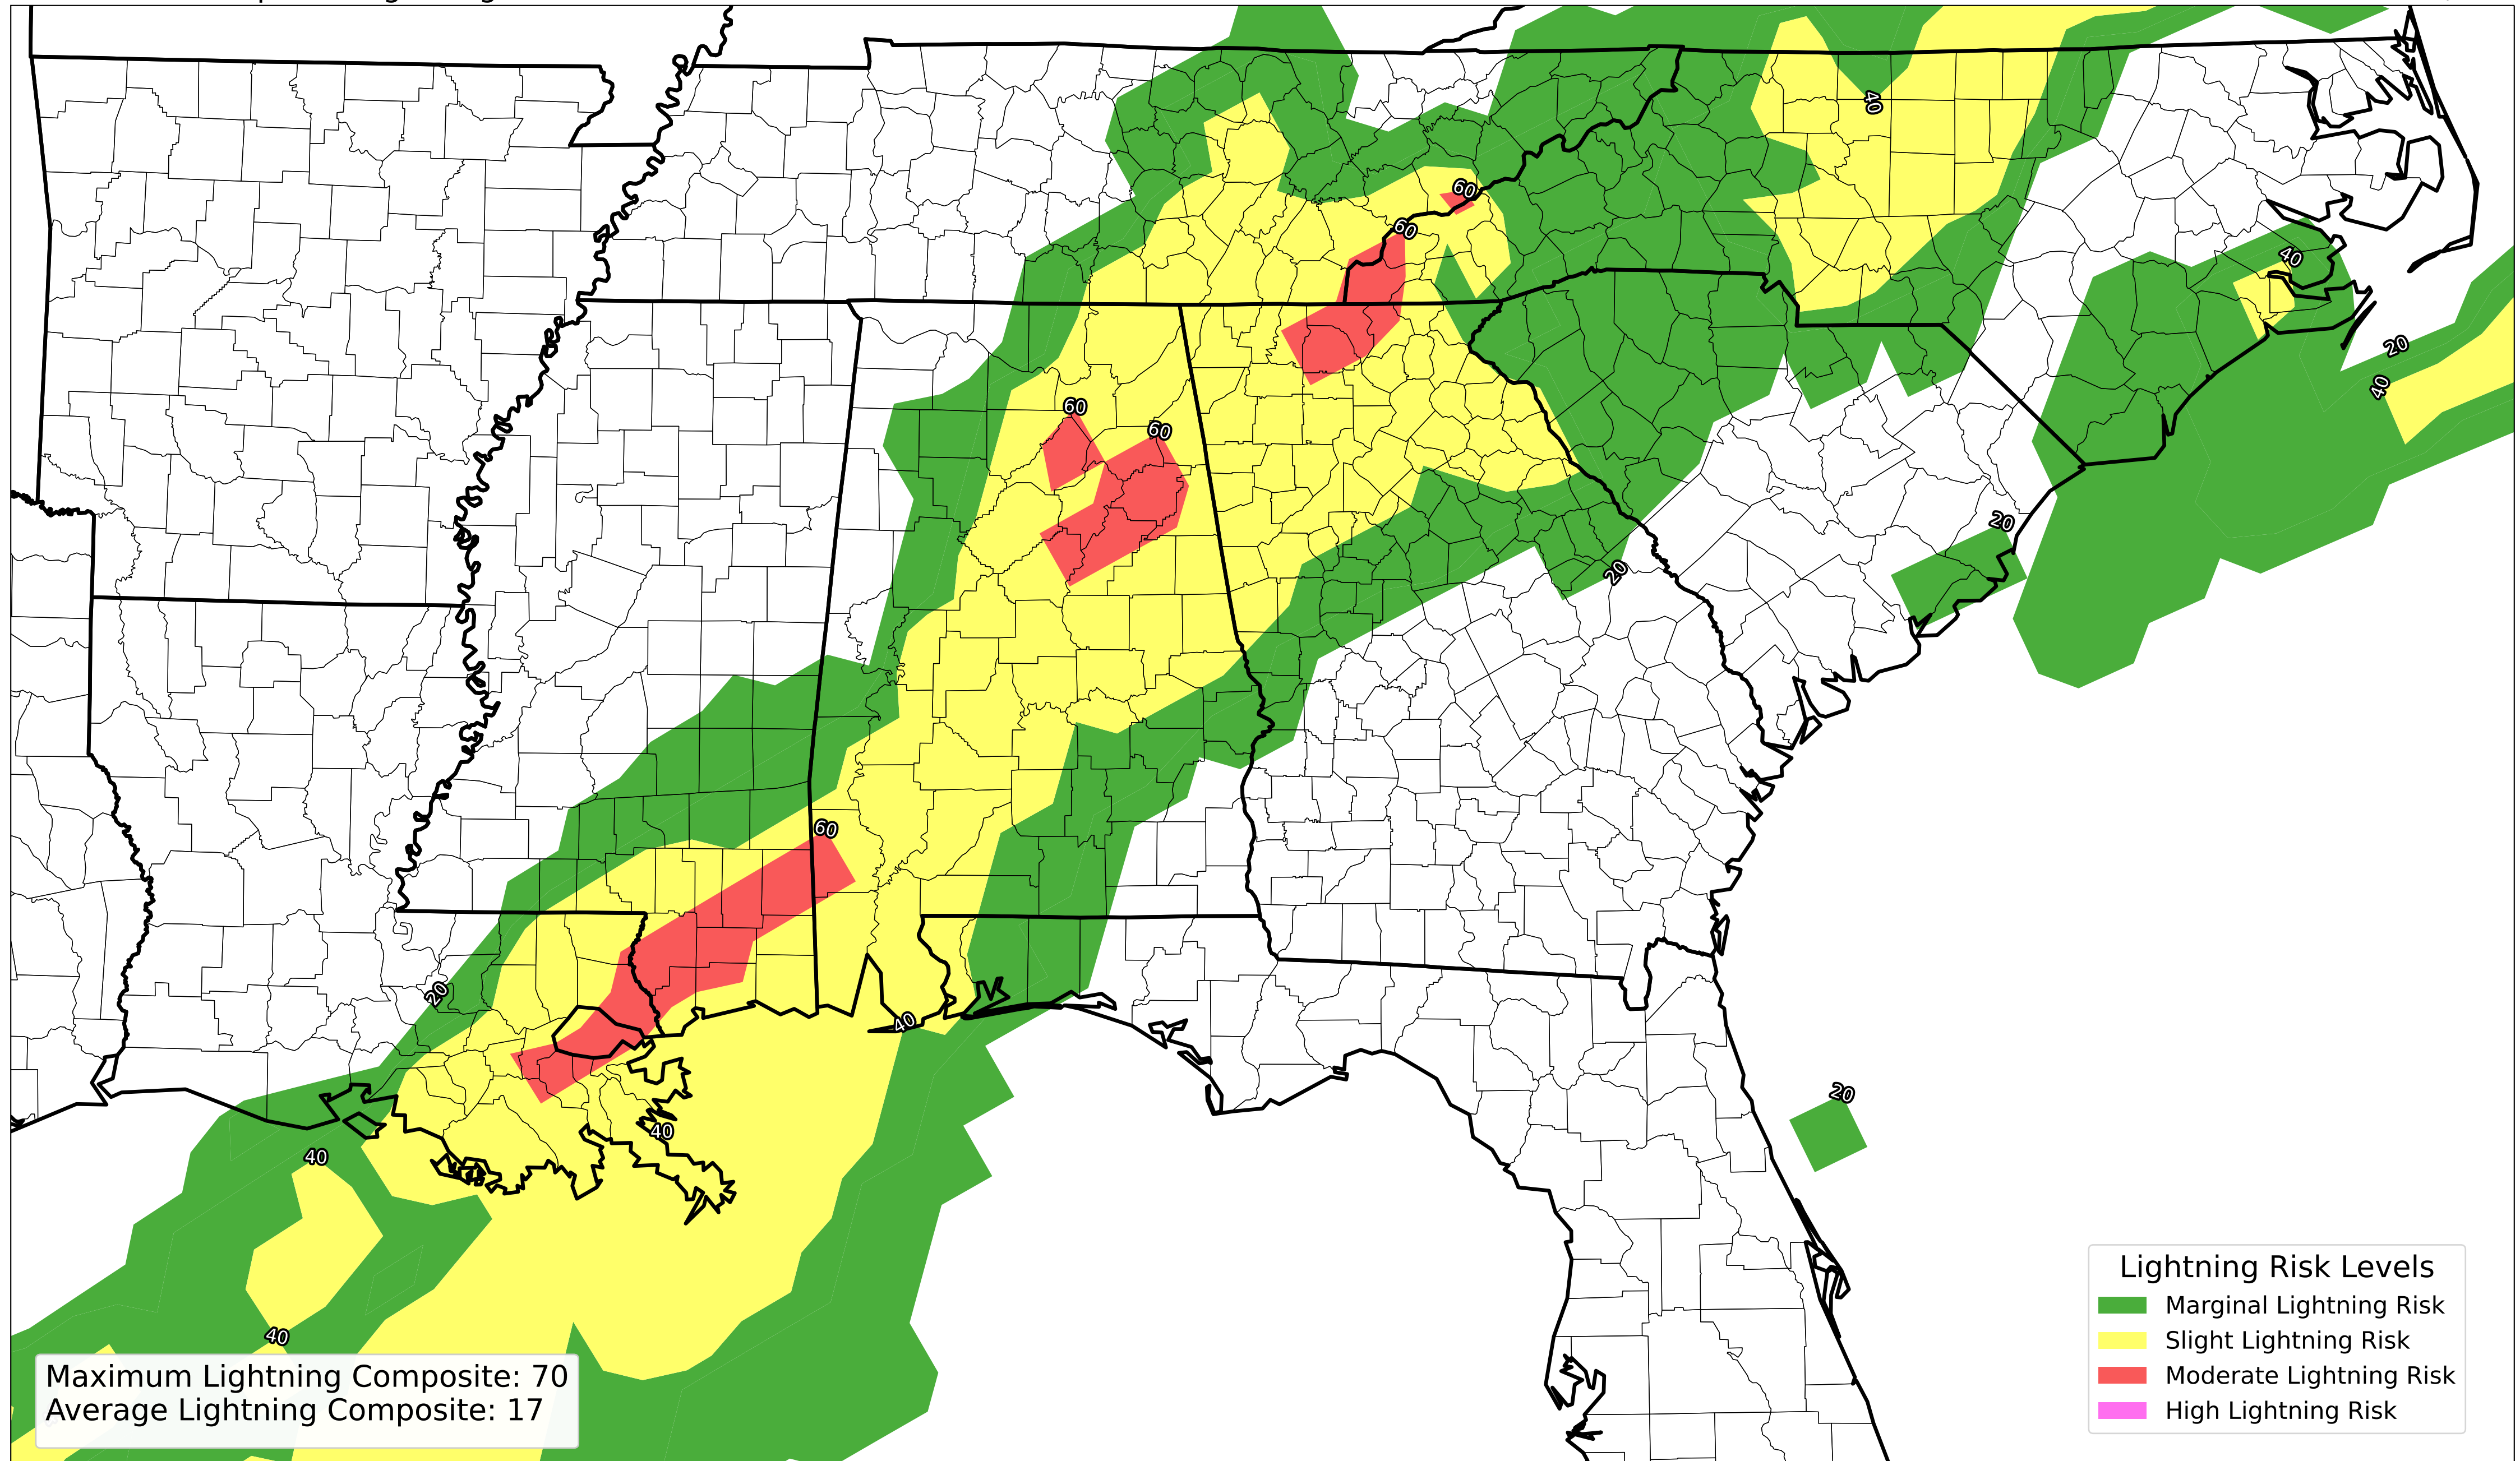 40
60
60
40
20
40
60
60
20
20
60
20
40
20
40
40
40
Maximum Lightning Composite: 70
Average Lightning Composite: 17
Lightning Risk Levels
Marginal Lightning Risk
Slight Lightning Risk
Moderate Lightning Risk
High Lightning Risk